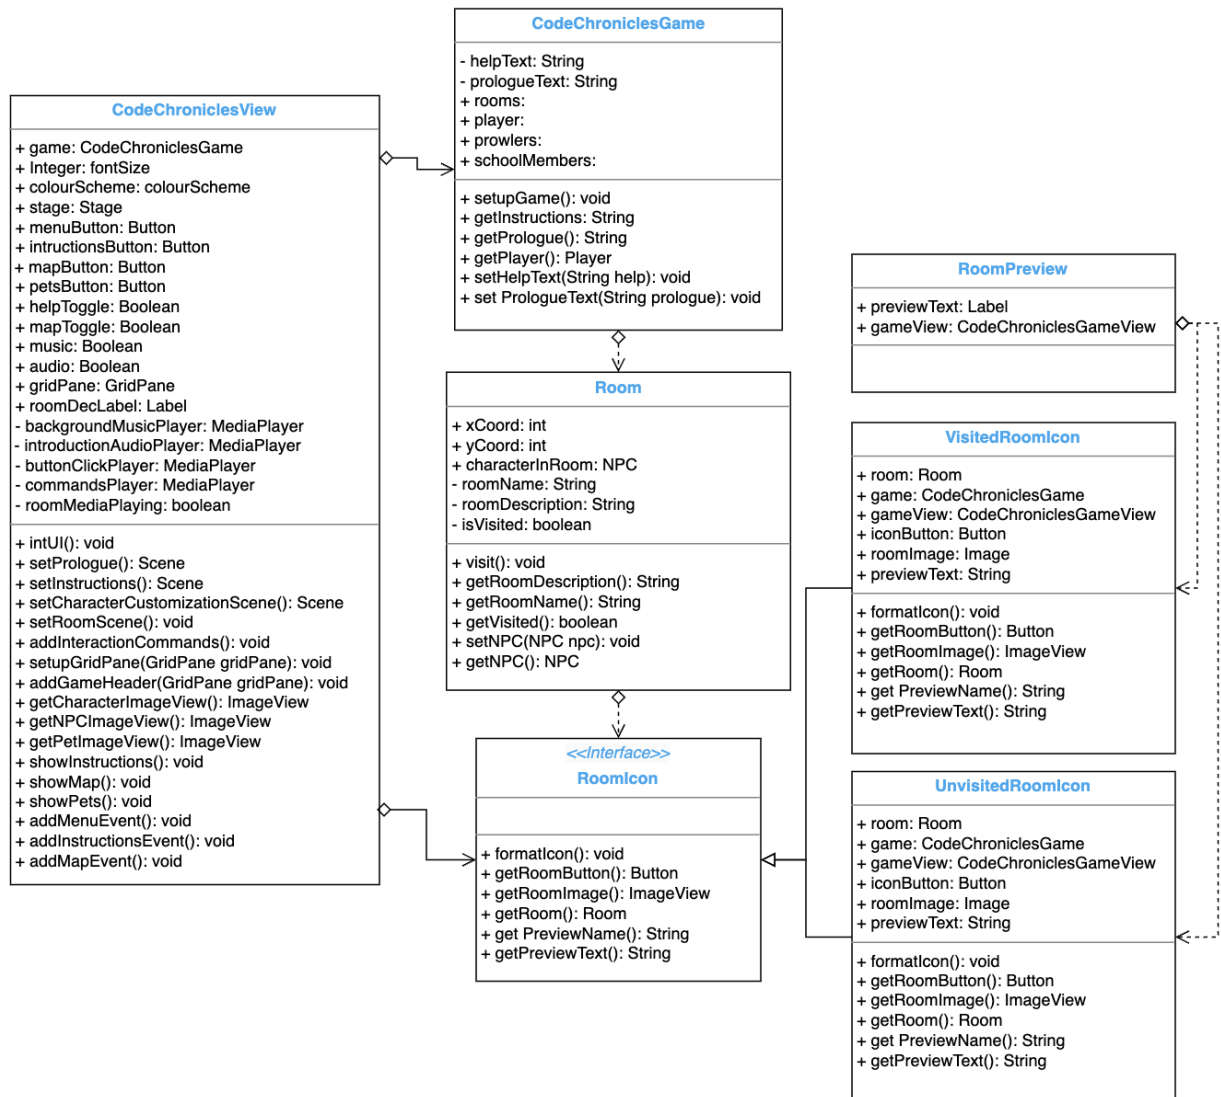 CodeChroniclesGame
- helpText: String
- prologueText: String
+ rooms:
+ player:
+ prowlers:
+ schoolMembers:
+ setupGame(): void
+ getInstructions: String
+ getPrologue(): String
+ getPlayer(): Player
+ setHelpText(String help): void
+ set PrologueText(String prologue): void
CodeChroniclesView
+ game: CodeChroniclesGame
+ Integer: fontSize
+ colourScheme: colourScheme
+ stage: Stage
+ menuButton: Button
+ intructionsButton: Button
+ mapButton: Button
+ petsButton: Button
+ helpToggle: Boolean
+ mapToggle: Boolean
+ music: Boolean
+ audio: Boolean
+ gridPane: GridPane
+ roomDecLabel: Label
- backgroundMusicPlayer: MediaPlayer
- introductionAudioPlayer: MediaPlayer
- buttonClickPlayer: MediaPlayer
- commandsPlayer: MediaPlayer
- roomMediaPlaying: boolean
+ intUI(): void
+ setPrologue(): Scene
+ setInstructions(): Scene
+ setCharacterCustomizationScene(): Scene
+ setRoomScene(): void
+ addInteractionCommands(): void
+ setupGridPane(GridPane gridPane): void
+ addGameHeader(GridPane gridPane): void
+ getCharacterImageView(): ImageView
+ getNPCImageView(): ImageView
+ getPetImageView(): ImageView
+ showInstructions(): void
+ showMap(): void
+ showPets(): void
+ addMenuEvent(): void
+ addInstructionsEvent(): void
+ addMapEvent(): void
Room
+ xCoord: int
+ yCoord: int
+ characterInRoom: NPC
- roomName: String
- roomDescription: String
- isVisited: boolean
+ visit(): void
+ getRoomDescription(): String
+ getRoomName(): String
+ getVisited(): boolean
+ setNPC(NPC npc): void
+ getNPC(): NPC
<<Interface>>
RoomIcon
+ formatIcon(): void
+ getRoomButton(): Button
+ getRoomImage(): ImageView
+ getRoom(): Room
+ get PreviewName(): String
+ getPreviewText(): String
RoomPreview
+ previewText: Label
+ gameView: CodeChroniclesGameView
VisitedRoomIcon
+ room: Room
+ game: CodeChroniclesGame
+ gameView: CodeChroniclesGameView
+ iconButton: Button
+ roomImage: Image
+ previewText: String
+ formatIcon(): void
+ getRoomButton(): Button
+ getRoomImage(): ImageView
+ getRoom(): Room
+ get PreviewName(): String
+ getPreviewText(): String
UnvisitedRoomIcon
+ room: Room
+ game: CodeChroniclesGame
+ gameView: CodeChroniclesGameView
+ iconButton: Button
+ roomImage: Image
+ previewText: String
+ formatIcon(): void
+ getRoomButton(): Button
+ getRoomImage(): ImageView
+ getRoom(): Room
+ get PreviewName(): String
+ getPreviewText(): String